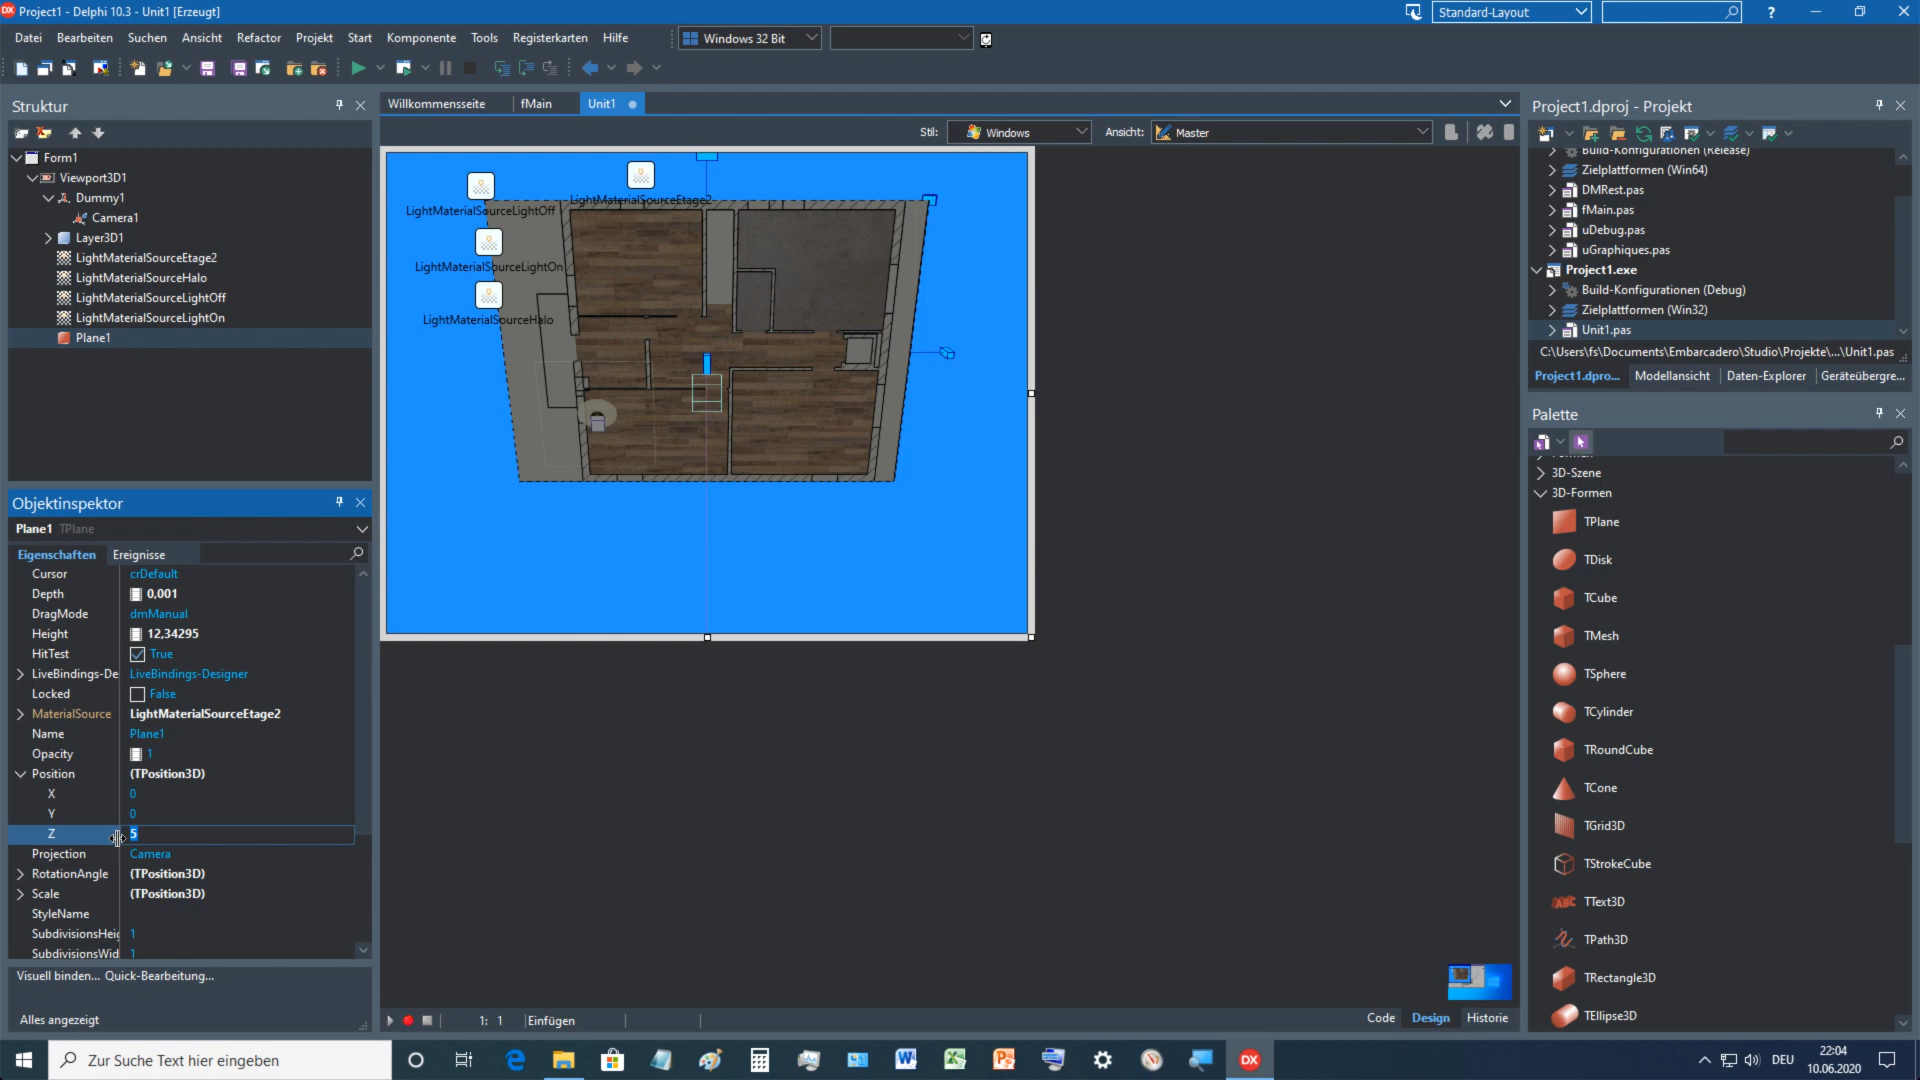 Project1 - Delphi 10.3 - Unit1 [Erzeugt]
Standard-Layout
Datei Bearbeiten Suchen Ansicht Refactor Projekt Start Komponente Tools Registerkarten Hilfe
Windows 32 Bit
Struktur
Form1
Viewport3D1
Dummy1
Camera1
Layer3D1
LightMaterialSourceEtage2
LightMaterialSourceHalo
LightMaterialSourceLightOff
LightMaterialSourceLightOn
Plane1
Objektinspektor
Plane1 TPlane
Eigenschaften Ereignisse
Cursor crDefault
Depth 0,001
DragMode dmManual
Height 12,34295
HitTest True
LiveBindings-De LiveBindings-Designer
Locked False
MaterialSource LightMaterialSourceEtage2
Name Plane1
Opacity 1
Position (TPosition3D)
X 0
Y 0
Z 5
Projection Camera
RotationAngle (TPosition3D)
Scale (TPosition3D)
StyleName
SubdivisionsHeig 1
SubdivisionsWid 1
Visuell binden... Quick-Bearbeitung...
Alles angezeigt
Willkommensseite fMain Unit1
Stil: Windows Ansicht: Master
LightMaterialSourceEtage2
LightMaterialSourceLightOff
LightMaterialSourceLightOn
LightMaterialSourceHalo
1: 1 Einfügen
Code Design Historie
Project1.dproj - Projekt
Build-Konfigurationen (Release)
Zielplattformen (Win64)
DMRest.pas
fMain.pas
uDebug.pas
uGraphiques.pas
Project1.exe
Build-Konfigurationen (Debug)
Zielplattformen (Win32)
Unit1.pas
C:\Users\fs\Documents\Embarcadero\Studio\Projekte\...\Unit1.pas
Project1.dpro... Modellansicht Daten-Explorer Geräteübergre...
Palette
3D-Szene
3D-Formen
TPlane
TDisk
TCube
TMesh
TSphere
TCylinder
TRoundCube
TCone
TGrid3D
TStrokeCube
TText3D
TPath3D
TRectangle3D
TEllipse3D
Zur Suche Text hier eingeben
DX
DEU
22:04
10.06.2020